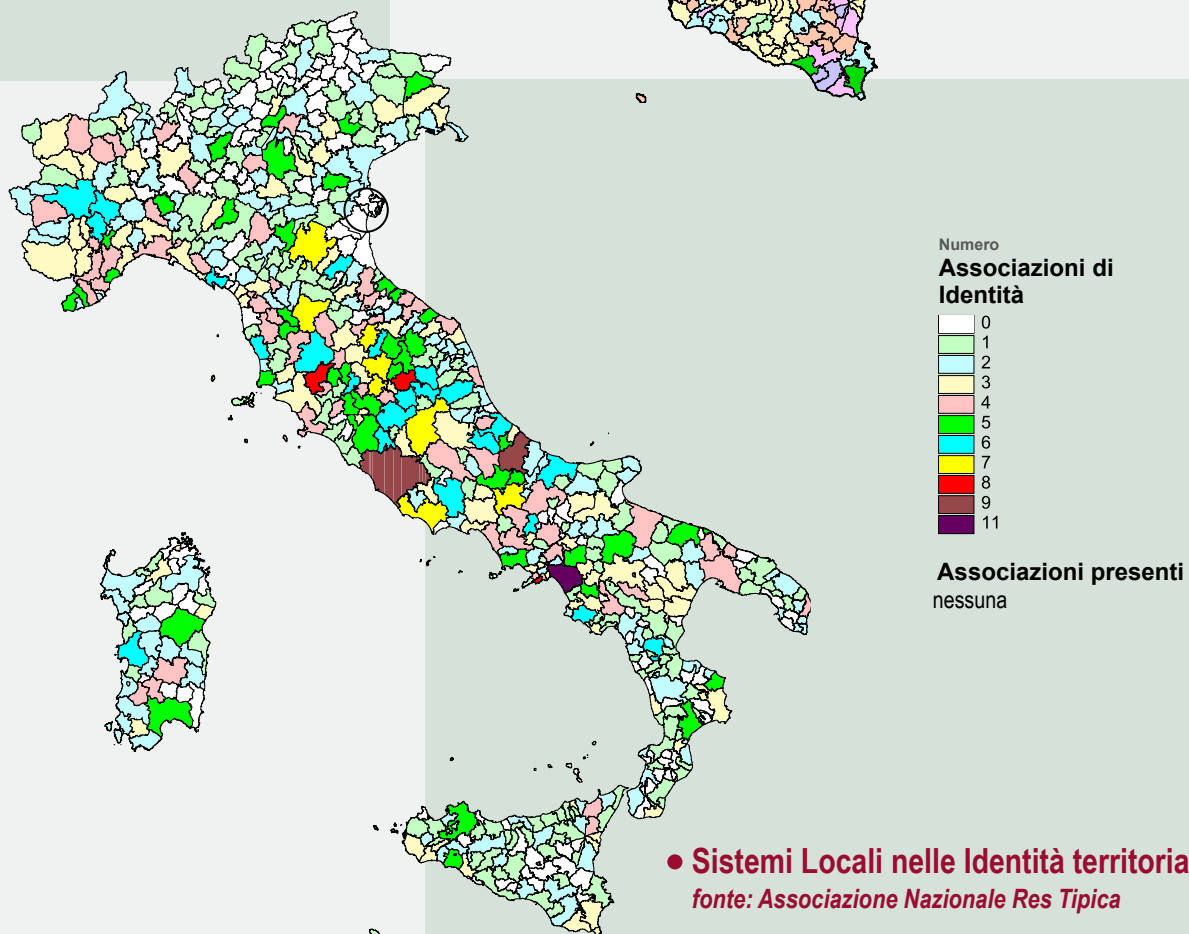 Numero
Associazioni di
Identità
0
1
2
3
4
5
6
7
8
9
11
Associazioni presenti
nessuna
• Sistemi Locali nelle Identità territoria
fonte: Associazione Nazionale Res Tipica